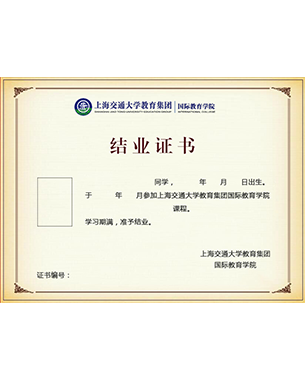 上海交通大学教育集团 国际教育学院
SHANGHAI JIAO TONG UNIVERSITY EDUCATION GROUP INTERNATIONAL COLLEGE
结业证书
同学， 年 月 日出生。
于 年 月参加上海交通大学教育集团国际教育学院
课程。
学习期满，准予结业。
上海交通大学教育集团
国际教育学院
证书编号：